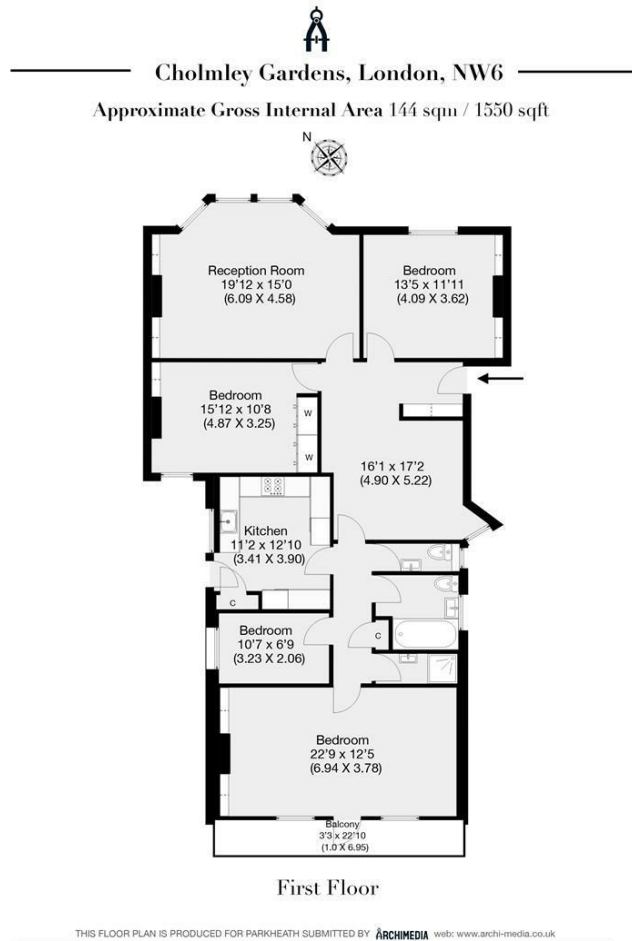 Cholmley Gardens, London, NW6
Approximate Gross Internal Area 144 sqm / 1550 sqft
N
Reception Room
19'12 x 15'0
(6.09 X 4.58)
Bedroom
13'5 x 11'11
(4.09 X 3.62)
Bedroom
15'12 x 10'8
(4.87 X 3.25)
W
W
16'1 x 17'2
(4.90 X 5.22)
Kitchen
11'2 x 12'10
(3.41 X 3.90)
C
Bedroom
10'7 x 6'9
(3.23 X 2.06)
C
Bedroom
22'9 x 12'5
(6.94 X 3.78)
Balcony
3'3 x 22'10
(1.0 X 6.95)
First Floor
THIS FLOOR PLAN IS PRODUCED FOR PARKHEATH SUBMITTED BY ARCHIMEDIA web: www.archi-media.co.uk